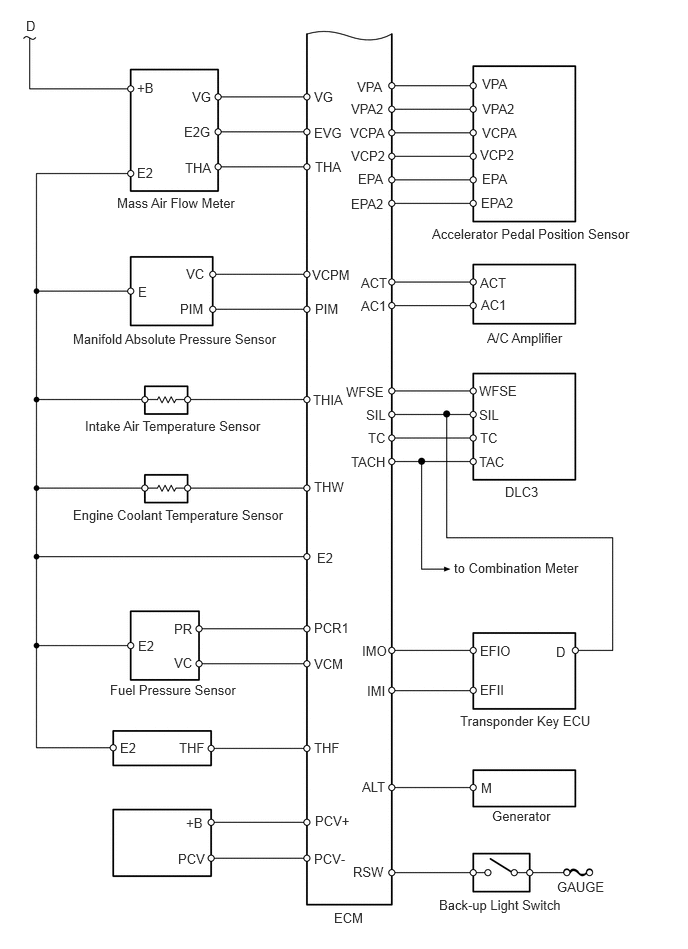 D
+B
VG
E2G
THA
E2
Mass Air Flow Meter
VC
E
PIM
Manifold Absolute Pressure Sensor
Intake Air Temperature Sensor
Engine Coolant Temperature Sensor
PR
E2
VC
Fuel Pressure Sensor
E2 THF
+B
PCV
VG
EVG
THA
VCPM
PIM
THIA
THW
E2
PCR1
VCM
THF
PCV+
PCV-
VPA
VPA2
VCPA
VCP2
EPA
EPA2
ACT
AC1
WFSE
SIL
TC
TACH
IMO
IMI
ALT
RSW
ECM
VPA
VPA2
VCPA
VCP2
EPA
EPA2
Accelerator Pedal Position Sensor
ACT
AC1
A/C Amplifier
WFSE
SIL
TC
TAC
DLC3
to Combination Meter
EFIO D
EFII
Transponder Key ECU
M
Generator
GAUGE
Back-up Light Switch